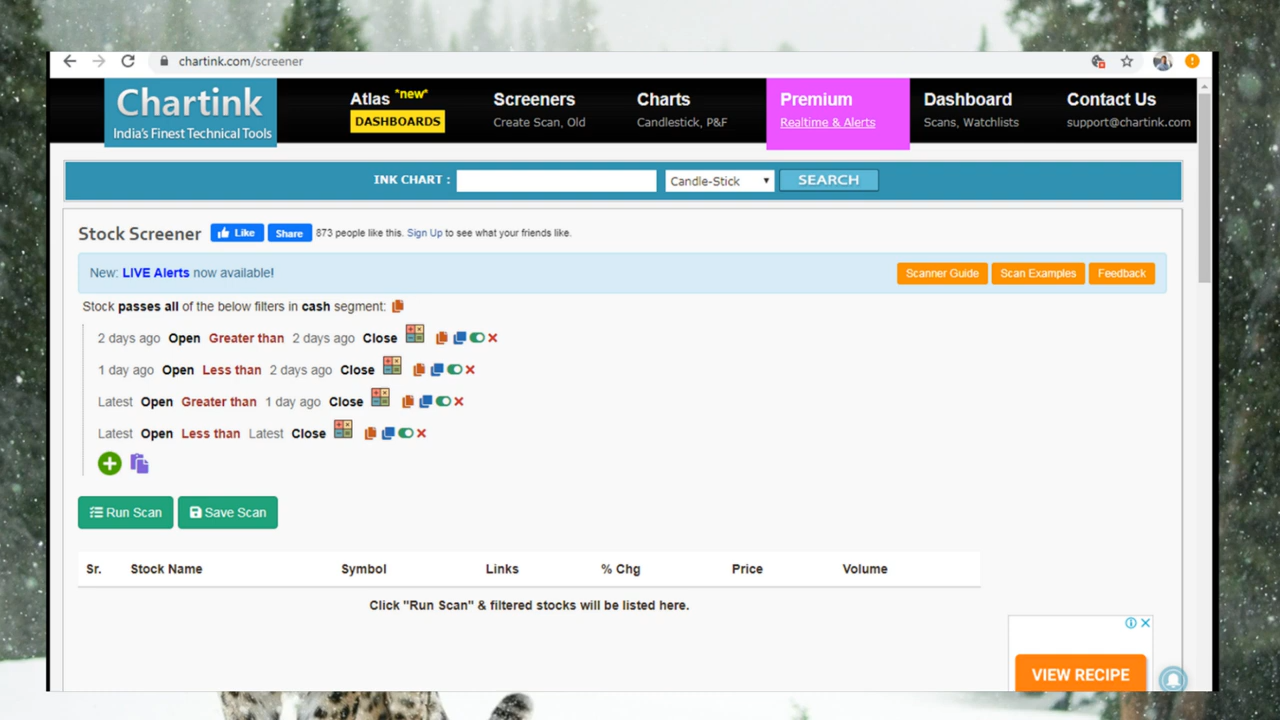 chartink.com/screener
Chartink
India's Finest Technical Tools
Atlas *new*
DASHBOARDS
Screeners
Create Scan, Old
Charts
Candlestick, P&F
Premium
Realtime & Alerts
Dashboard
Scans, Watchlists
Contact Us
support@chartink.com
INK CHART :
Candle-Stick
SEARCH
Stock Screener Like Share 873 people like this. Sign Up to see what your friends like.
New: LIVE Alerts now available! Scanner Guide Scan Examples Feedback
Stock passes all of the below filters in cash segment:
2 days ago Open Greater than 2 days ago Close
1 day ago Open Less than 2 days ago Close
Latest Open Greater than 1 day ago Close
Latest Open Less than Latest Close
Run Scan Save Scan
Sr. Stock Name Symbol Links % Chg Price Volume
Click "Run Scan" & filtered stocks will be listed here.
VIEW RECIPE